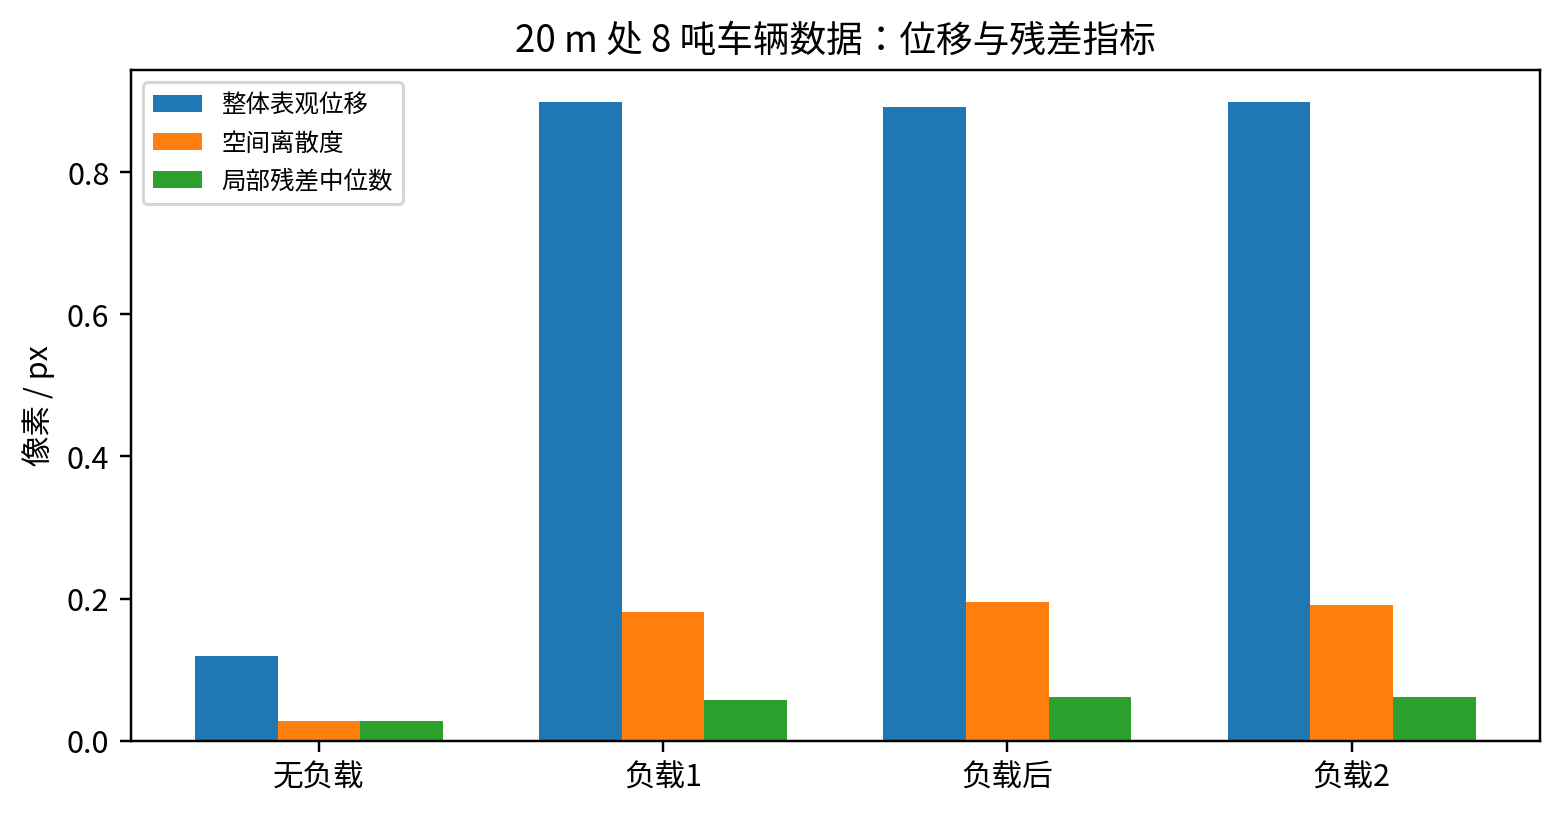 20 m 处 8 吨车辆数据：位移与残差指标
整体表观位移
空间离散度
局部残差中位数
像素 / px
0.8
0.6
0.4
0.2
0.0
无负载
负载1
负载后
负载2